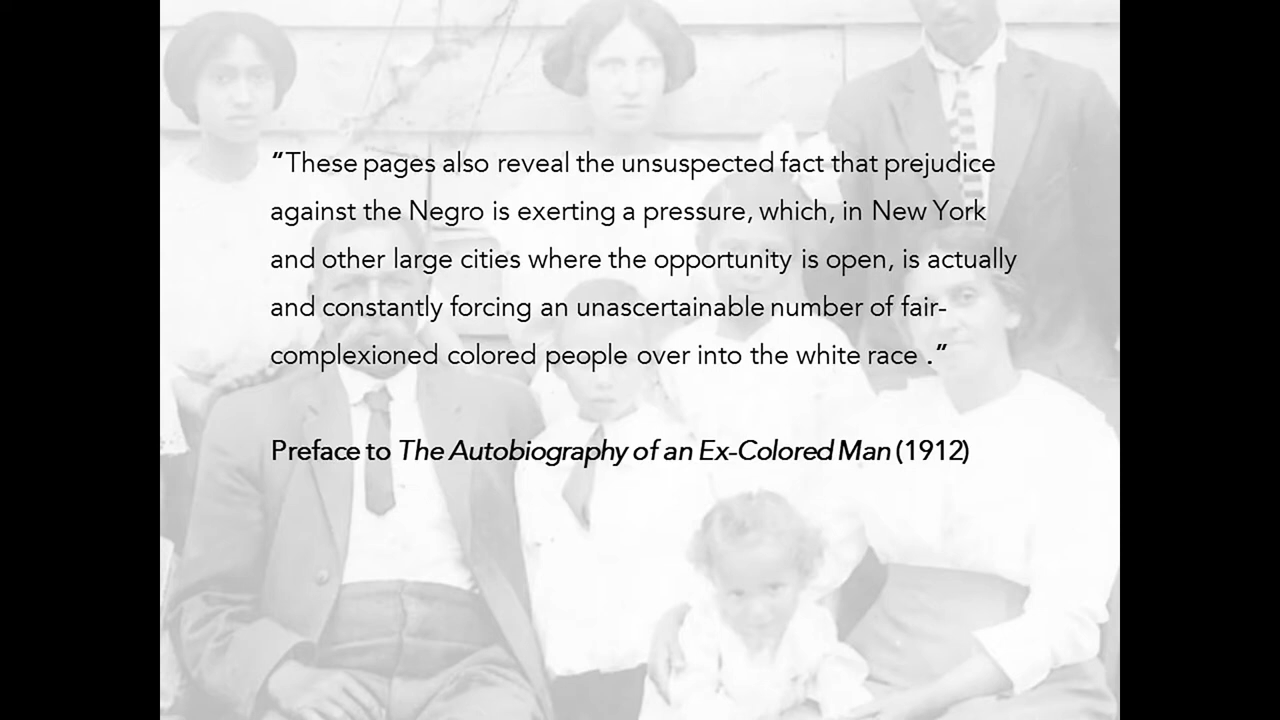 "These pages also reveal the unsuspected fact that prejudice
against the Negro is exerting a pressure, which, in New York
and other large cities where the opportunity is open, is actually
and constantly forcing an unascertainable number of fair-
complexioned colored people over into the white race ."
Preface to The Autobiography of an Ex-Colored Man (1912)